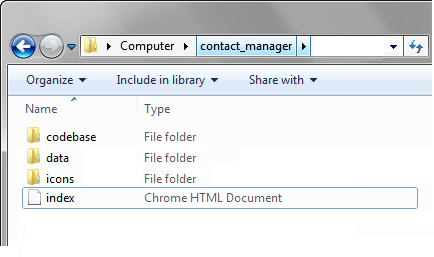 Computer contact_manager
Organize Include in library Share with
Name Type
codebase File folder
data File folder
icons File folder
index Chrome HTML Document